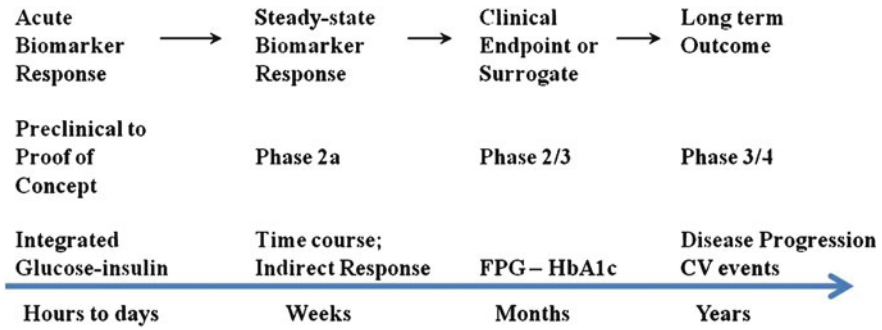 Acute Biomarker Response
Steady-state Biomarker Response
Clinical Endpoint or Surrogate
Long term Outcome
Preclinical to Proof of Concept
Phase 2a
Phase 2/3
Phase 3/4
Integrated Glucose-insulin
Time course; Indirect Response
FPG – HbA1c
Disease Progression CV events
Hours to days
Weeks
Months
Years